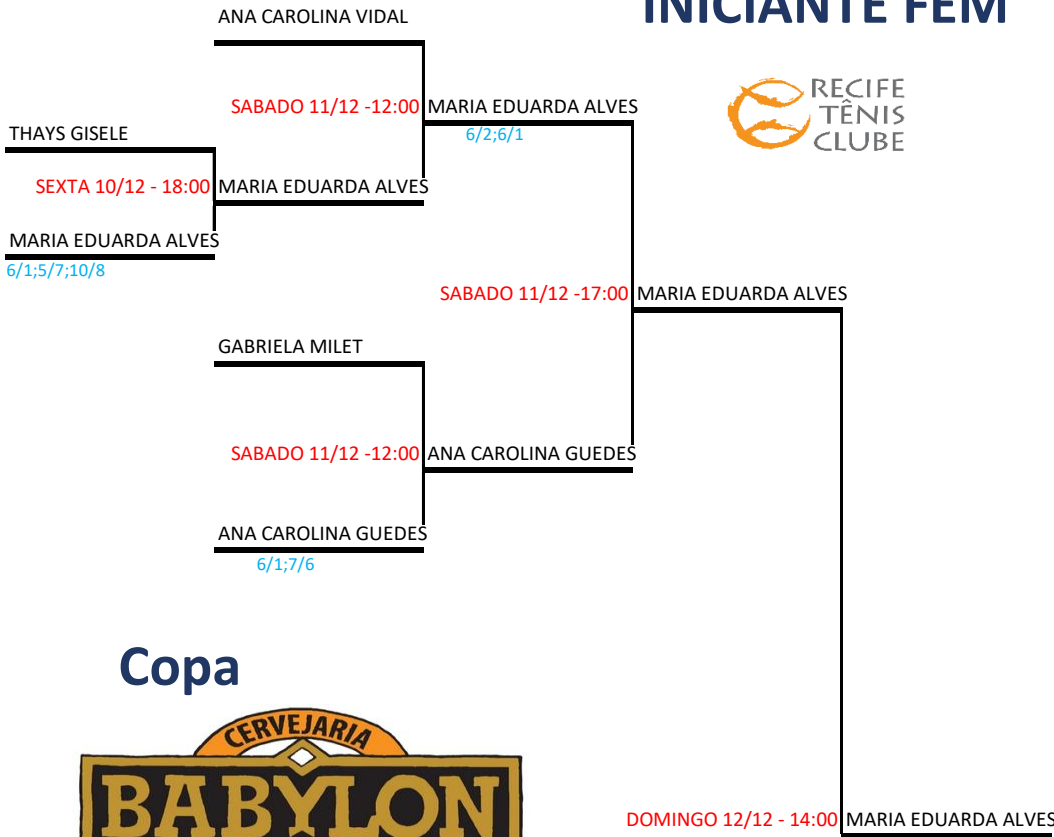 INICIANTE FEM
ANA CAROLINA VIDAL
RECIFE
TÊNIS
CLUBE
SABADO 11/12 -12:00 MARIA EDUARDA ALVES
6/2;6/1
THAYS GISELE
SEXTA 10/12 - 18:00 MARIA EDUARDA ALVES
MARIA EDUARDA ALVES
6/1;5/7;10/8
SABADO 11/12 -17:00 MARIA EDUARDA ALVES
GABRIELA MILET
SABADO 11/12 -12:00 ANA CAROLINA GUEDES
ANA CAROLINA GUEDES
6/1;7/6
Copa
CERVEJARIA
BABYLON
DOMINGO 12/12 - 14:00 MARIA EDUARDA ALVES